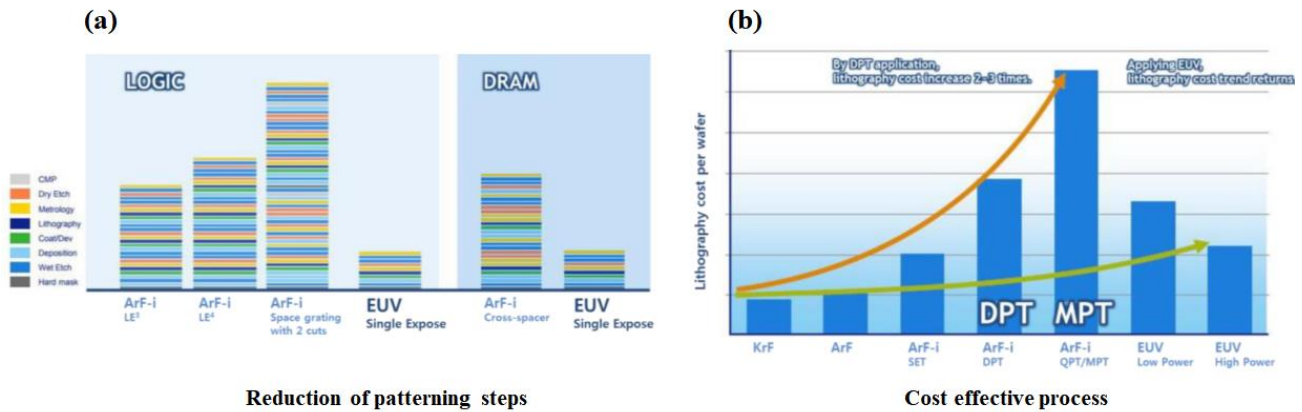 (a)
LOGIC
DRAM
CMP
Dry Etch
Metrology
Lithography
Coat/Dev
Deposition
Wet Etch
Hard mask
ArF-i
LE³
ArF-i
LE⁴
ArF-i
Space grating
with 2 cuts
EUV
Single Expose
ArF-i
Cross-spacer
EUV
Single Expose
Reduction of patterning steps
(b)
By DPT application,
lithography cost increase 2~3 times.
Applying EUV,
lithography cost trend returns.
Lithography cost per wafer
DPT
MPT
KrF
ArF
ArF-i
SET
ArF-i
DPT
ArF-i
QPT/MPT
EUV
Low Power
EUV
High Power
Cost effective process